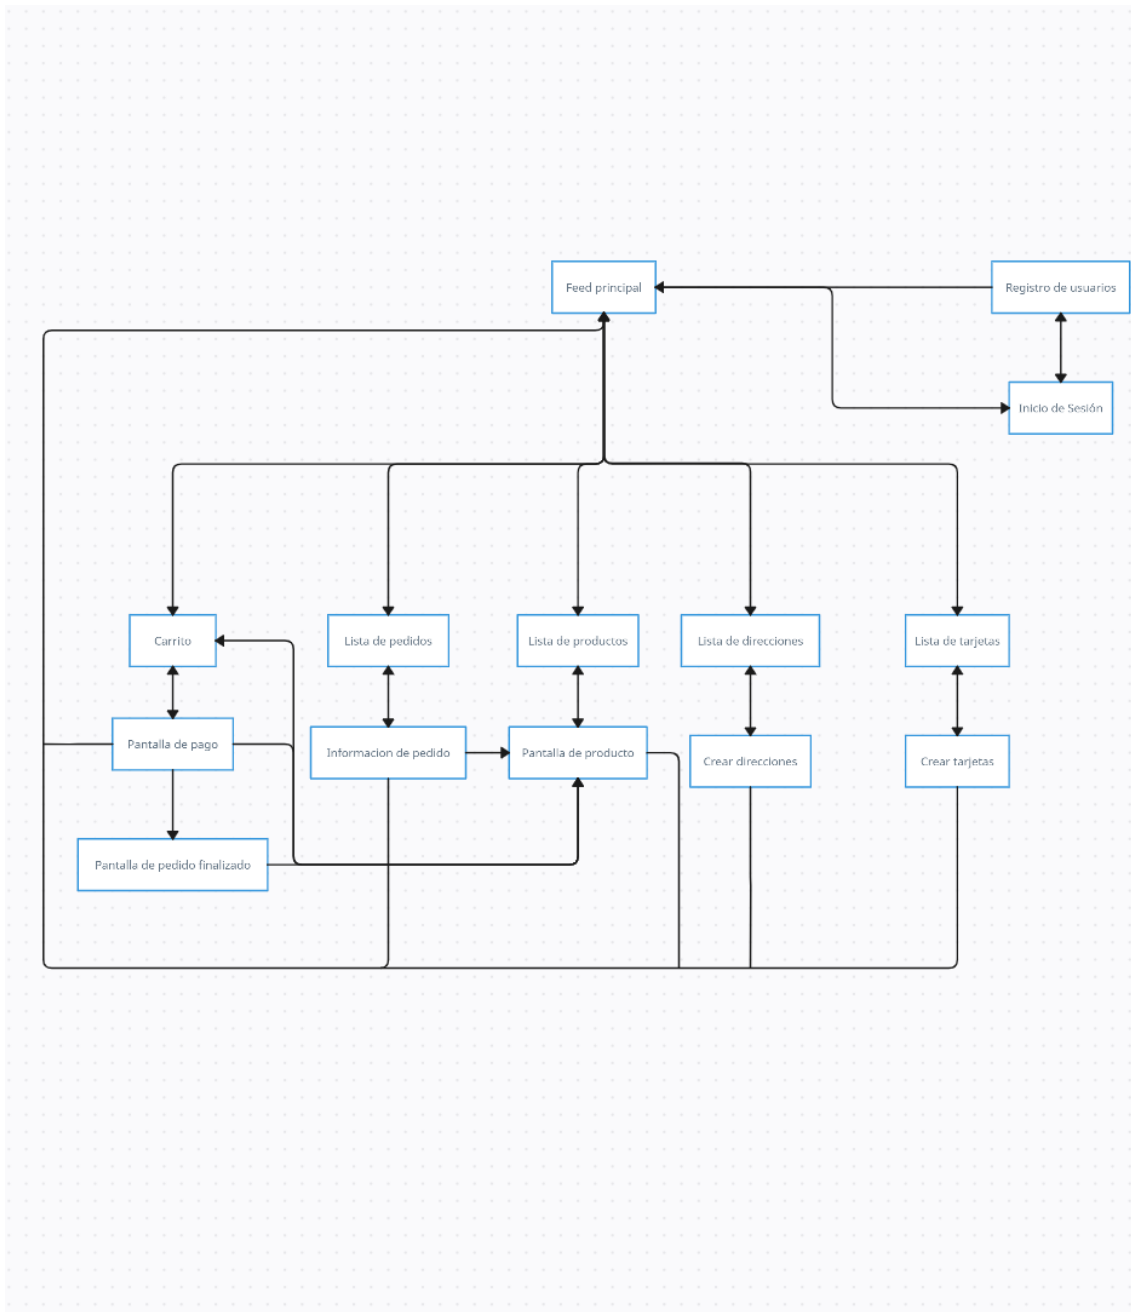 Feed principal
Registro de usuarios
Inicio de Sesión
Carrito
Lista de pedidos
Lista de productos
Lista de direcciones
Lista de tarjetas
Pantalla de pago
Informacion de pedido
Pantalla de producto
Crear direcciones
Crear tarjetas
Pantalla de pedido finalizado